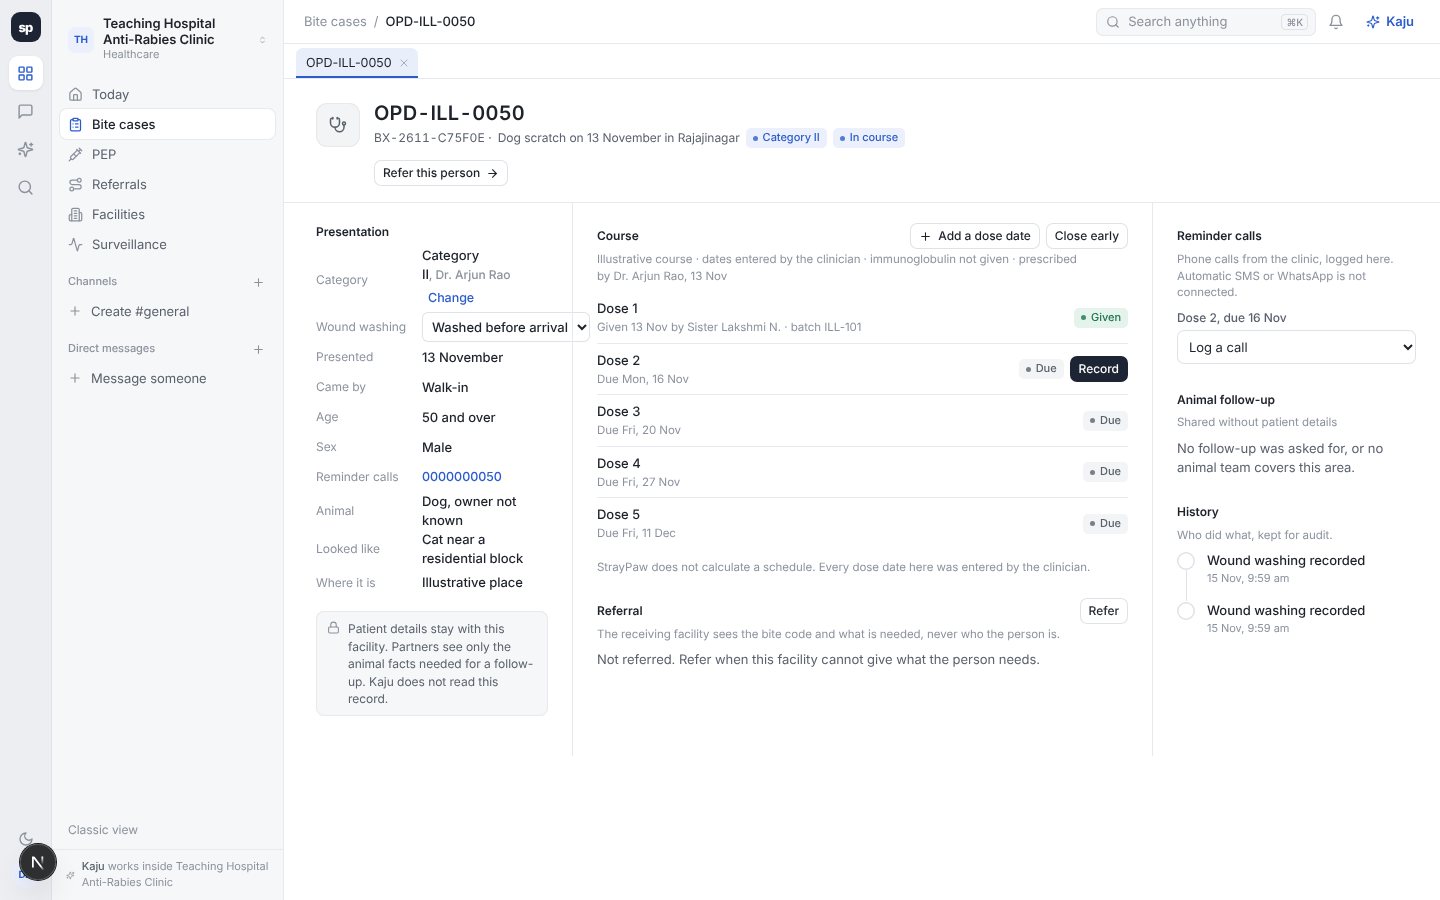 sp
TH
Teaching Hospital
Anti-Rabies Clinic
Healthcare
Today
Bite cases
PEP
Referrals
Facilities
Surveillance
Channels
Create #general
Direct messages
Message someone
Classic view
N
Kaju works inside Teaching Hospital
Anti-Rabies Clinic
Bite cases / OPD-ILL-0050
Search anything
⌘K
Kaju
OPD-ILL-0050
OPD-ILL-0050
BX-2611-C75F0E · Dog scratch on 13 November in Rajajinagar
Category II
In course
Refer this person
Presentation
Category
Category
II, Dr. Arjun Rao
Change
Wound washing
Washed before arrival
Presented
13 November
Came by
Walk-in
Age
50 and over
Sex
Male
Reminder calls
0000000050
Animal
Dog, owner not
known
Looked like
Cat near a
residential block
Where it is
Illustrative place
Patient details stay with this
facility. Partners see only the
animal facts needed for a follow-
up. Kaju does not read this
record.
Course
Add a dose date
Close early
Illustrative course · dates entered by the clinician · immunoglobulin not given · prescribed
by Dr. Arjun Rao, 13 Nov
Dose 1
Given 13 Nov by Sister Lakshmi N. · batch ILL-101
Given
Dose 2
Due Mon, 16 Nov
Due
Record
Dose 3
Due Fri, 20 Nov
Due
Dose 4
Due Fri, 27 Nov
Due
Dose 5
Due Fri, 11 Dec
Due
StrayPaw does not calculate a schedule. Every dose date here was entered by the clinician.
Referral
Refer
The receiving facility sees the bite code and what is needed, never who the person is.
Not referred. Refer when this facility cannot give what the person needs.
Reminder calls
Phone calls from the clinic, logged here.
Automatic SMS or WhatsApp is not
connected.
Dose 2, due 16 Nov
Log a call
Animal follow-up
Shared without patient details
No follow-up was asked for, or no
animal team covers this area.
History
Who did what, kept for audit.
Wound washing recorded
15 Nov, 9:59 am
Wound washing recorded
15 Nov, 9:59 am